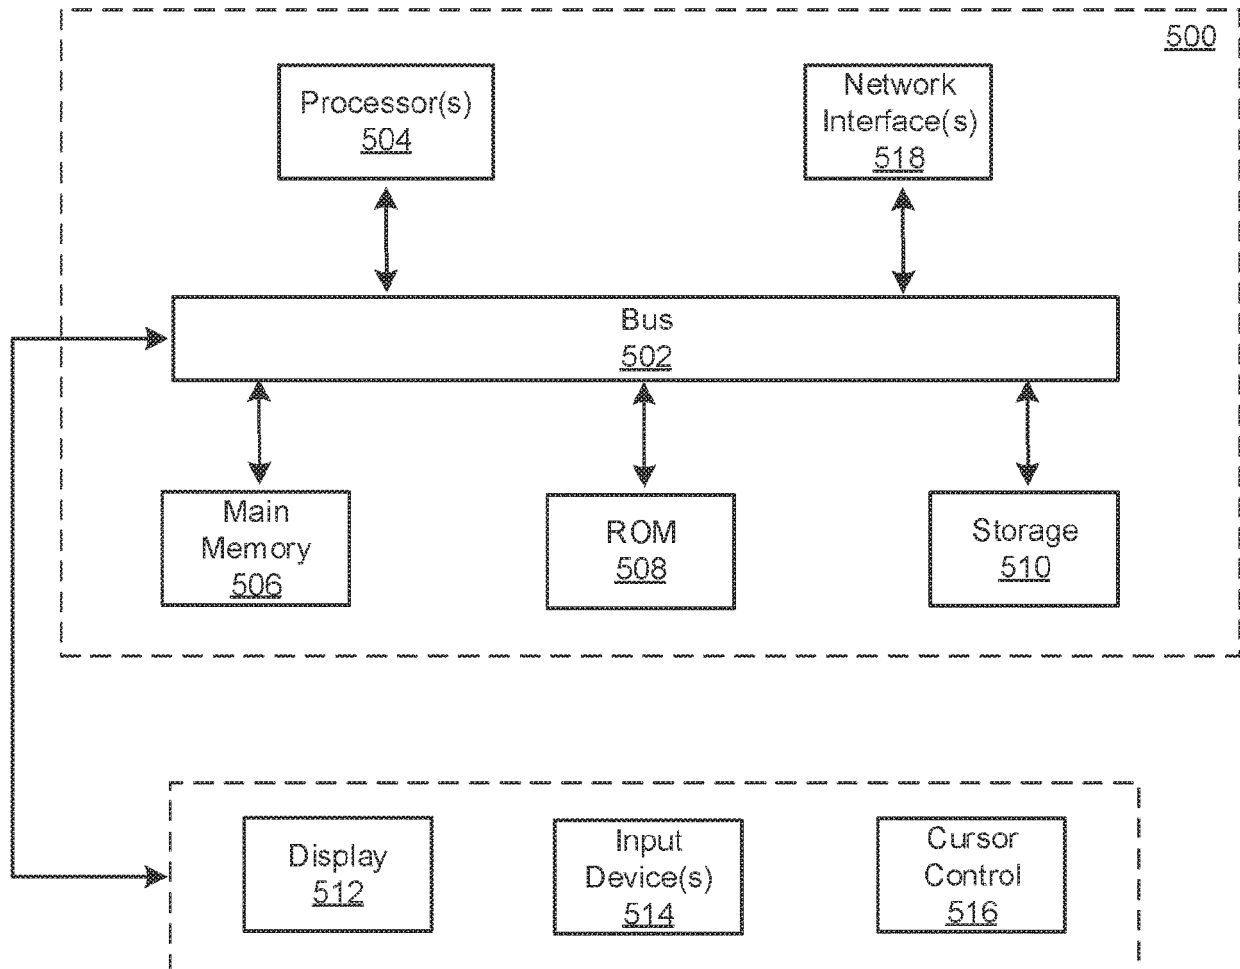 500
Processor(s)
504
Network
Interface(s)
518
Bus
502
Main
Memory
506
ROM
508
Storage
510
Display
512
Input
Device(s)
514
Cursor
Control
516